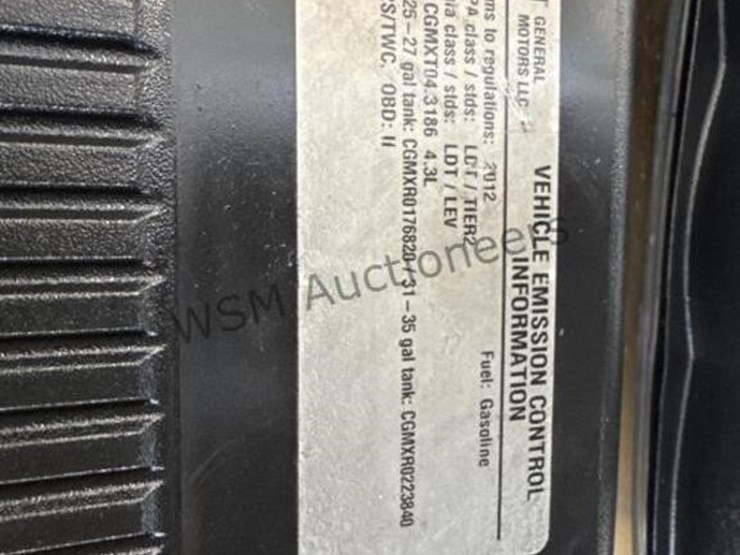 GENERAL
MOTORS LLC
VEHICLE EMISSION CONTROL
INFORMATION
ms to regulations: 2012 Fuel: Gasoline
PA class / stds: LDT / TIER2
ia class / stds: LDT / LEV
CGMXT04.3186 4.3L
25-27 gal tank: CGMXR0176820 / 31-35 gal tank: CGMXR0223840
S/TWC, OBD: II
WSM Auctioneers